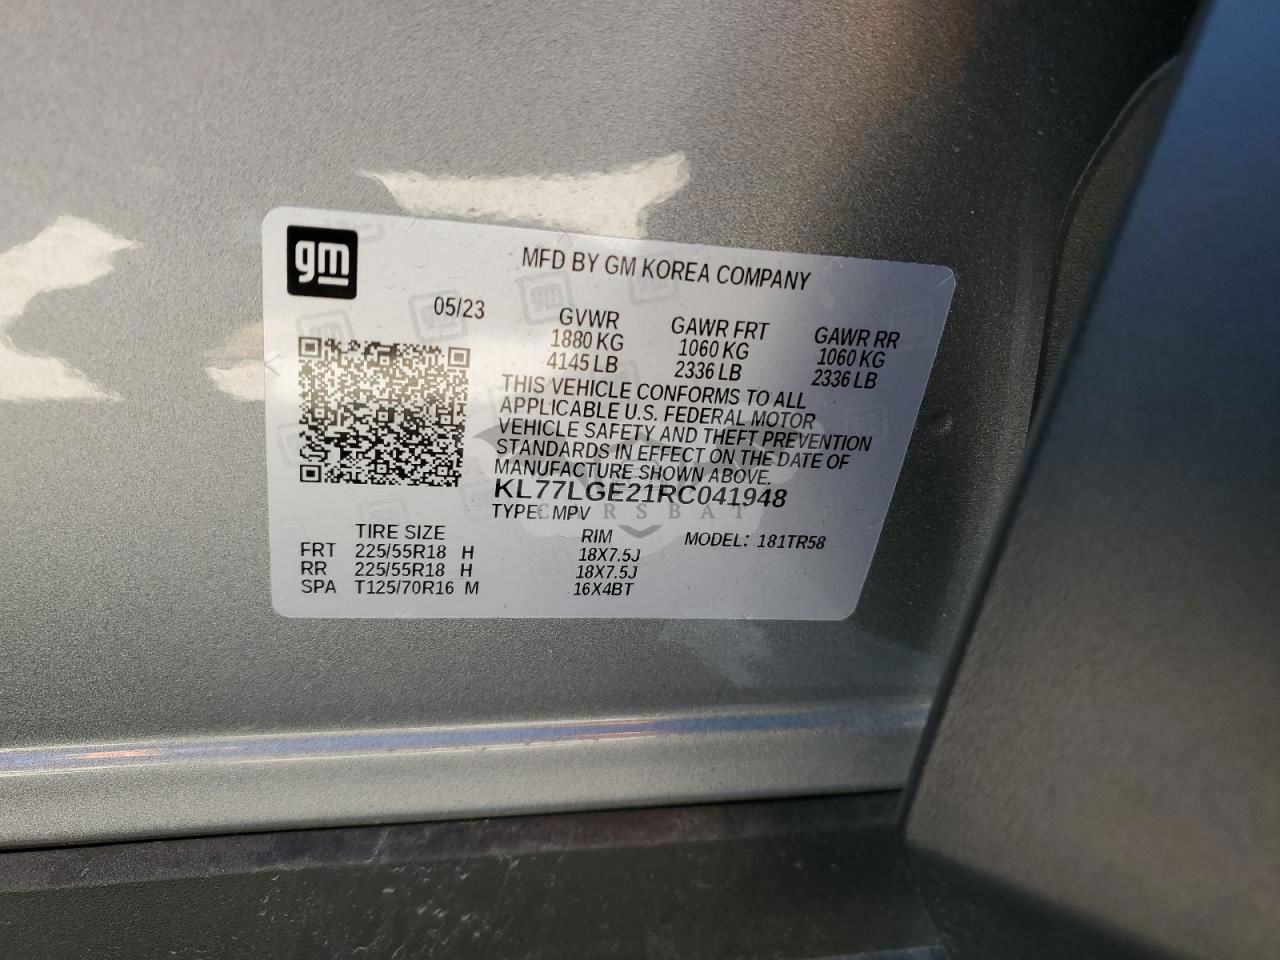 gm
MFD BY GM KOREA COMPANY
05/23
GVWR GAWR FRT GAWR RR
1880 KG 1060 KG 1060 KG
4145 LB 2336 LB 2336 LB
THIS VEHICLE CONFORMS TO ALL
APPLICABLE U.S. FEDERAL MOTOR
VEHICLE SAFETY AND THEFT PREVENTION
STANDARDS IN EFFECT ON THE DATE OF
MANUFACTURE SHOWN ABOVE.
KL77LGE21RC041948
TYPE: MPV
TIRE SIZE RIM MODEL: 181TR58
FRT 225/55R18 H 18X7.5J
RR 225/55R18 H 18X7.5J
SPA T125/70R16 M 16X4BT